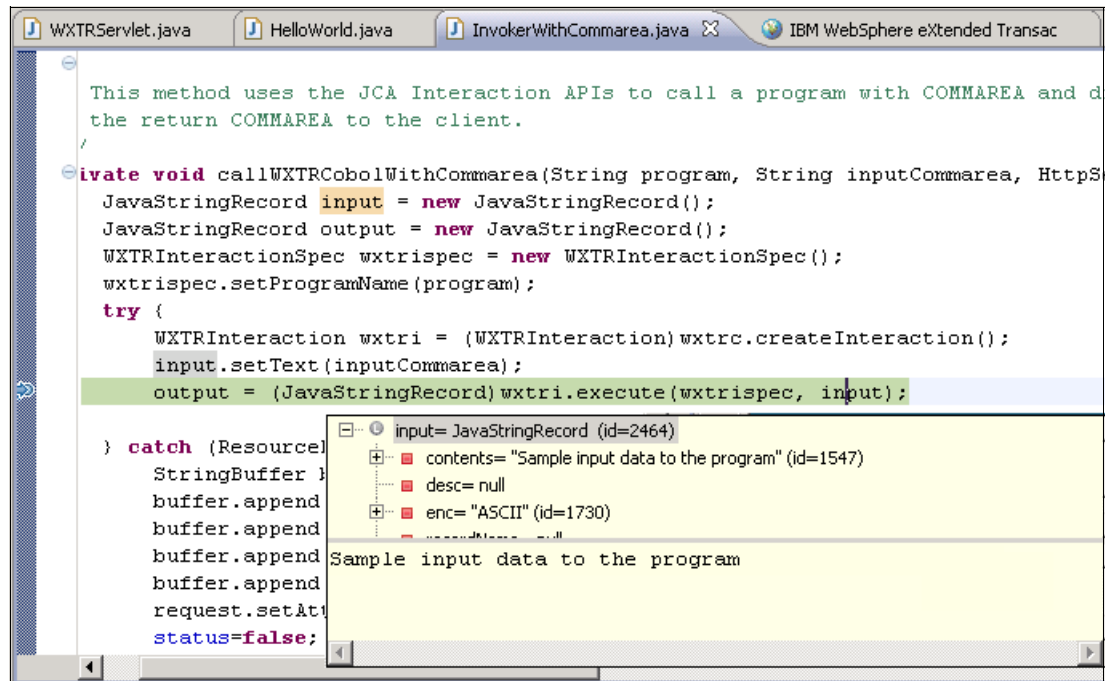 WXTRServlet.java HelloWorld.java InvokerWithCommarea.java IBM WebSphere eXtended Transac
This method uses the JCA Interaction APIs to call a program with COMMAREA and d
the return COMMAREA to the client.
/
ivate void callWXTRCobolWithCommarea(String program, String inputCommarea, HttpS
JavaStringRecord input = new JavaStringRecord();
JavaStringRecord output = new JavaStringRecord();
WXTRInteractionSpec wxtrispec = new WXTRInteractionSpec();
wxtrispec.setProgramName(program);
try {
WXTRInteraction wxtri = (WXTRInteraction)wxtrc.createInteraction();
input.setText(inputCommarea);
output = (JavaStringRecord)wxtri.execute(wxtrispec, input);
input= JavaStringRecord (id=2464)
} catch (Resource
contents= "Sample input data to the program" (id=1547)
StringBuffer
desc= null
buffer.append
enc= "ASCII" (id=1730)
buffer.append
buffer.append
Sample input data to the program
buffer.append
request.setAtt
status=false;